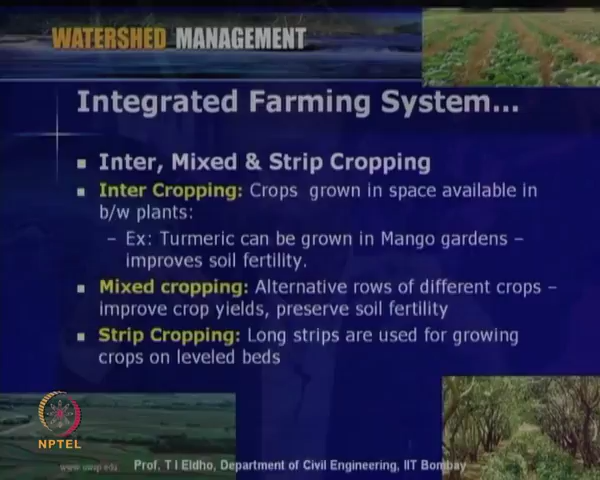 WATERSHED MANAGEMENT
Integrated Farming System...
Inter, Mixed & Strip Cropping
Inter Cropping: Crops grown in space available in
b/w plants:
– Ex: Turmeric can be grown in Mango gardens –
improves soil fertility.
Mixed cropping: Alternative rows of different crops –
improve crop yields, preserve soil fertility
Strip Cropping: Long strips are used for growing
crops on leveled beds
NPTEL
Prof. T I Eldho, Department of Civil Engineering, IIT Bombay